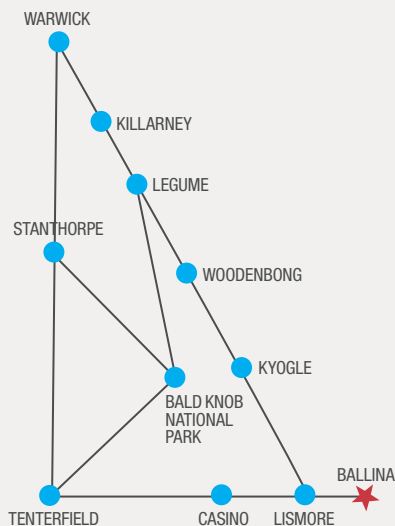 WARWICK
KILLARNEY
LEGUME
STANTHORPE
WOODENBONG
KYOGLE
BALD KNOB
NATIONAL
PARK
BALLINA
TENTERFIELD
CASINO
LISMORE